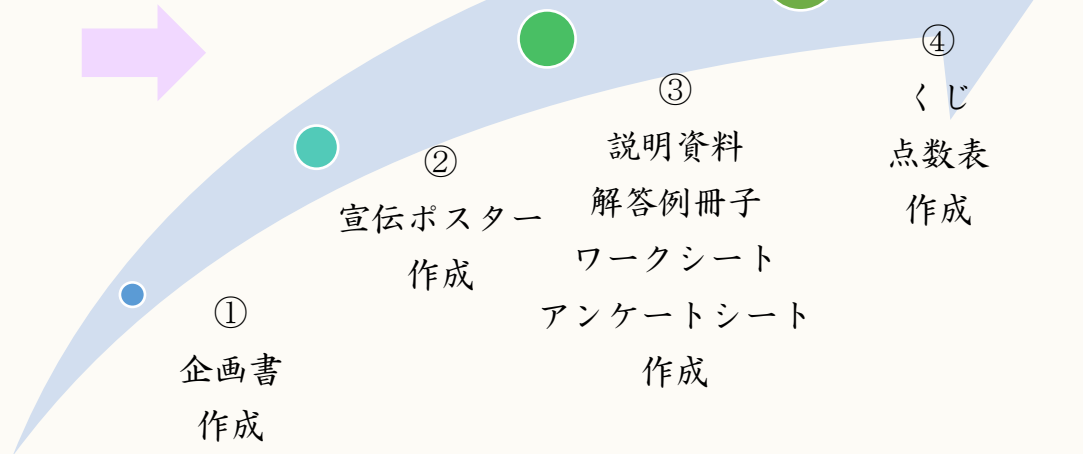 ①
企画書
作成
②
宣伝ポスター
作成
③
説明資料
解答例冊子
ワークシート
アンケートシート
作成
④
くじ
点数表
作成